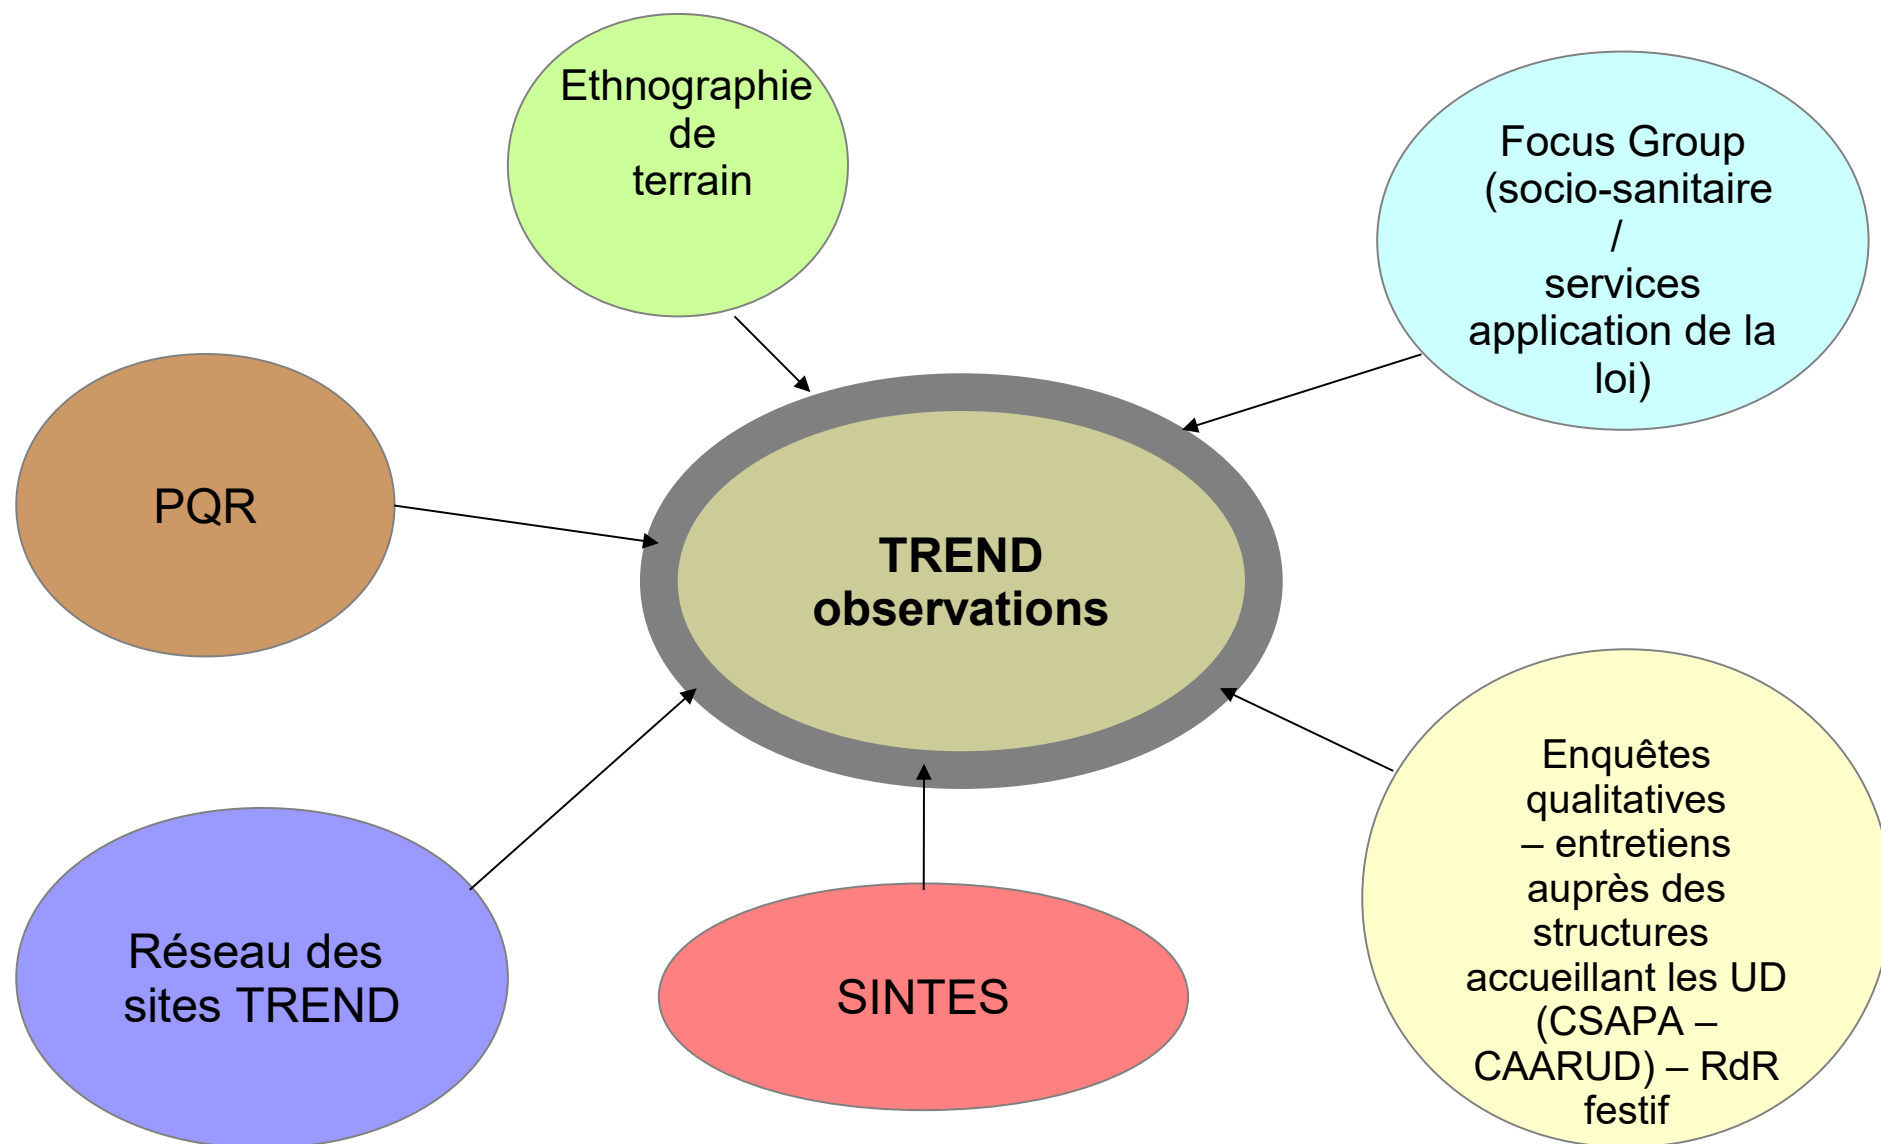 Ethnographie
de
terrain
Focus Group
(socio-sanitaire
/
services
application de la
loi)
PQR
TREND
observations
Enquêtes
qualitatives
– entretiens
auprès des
structures
accueillant les UD
(CSAPA –
CAARUD) – RdR
festif
Réseau des
sites TREND
SINTES